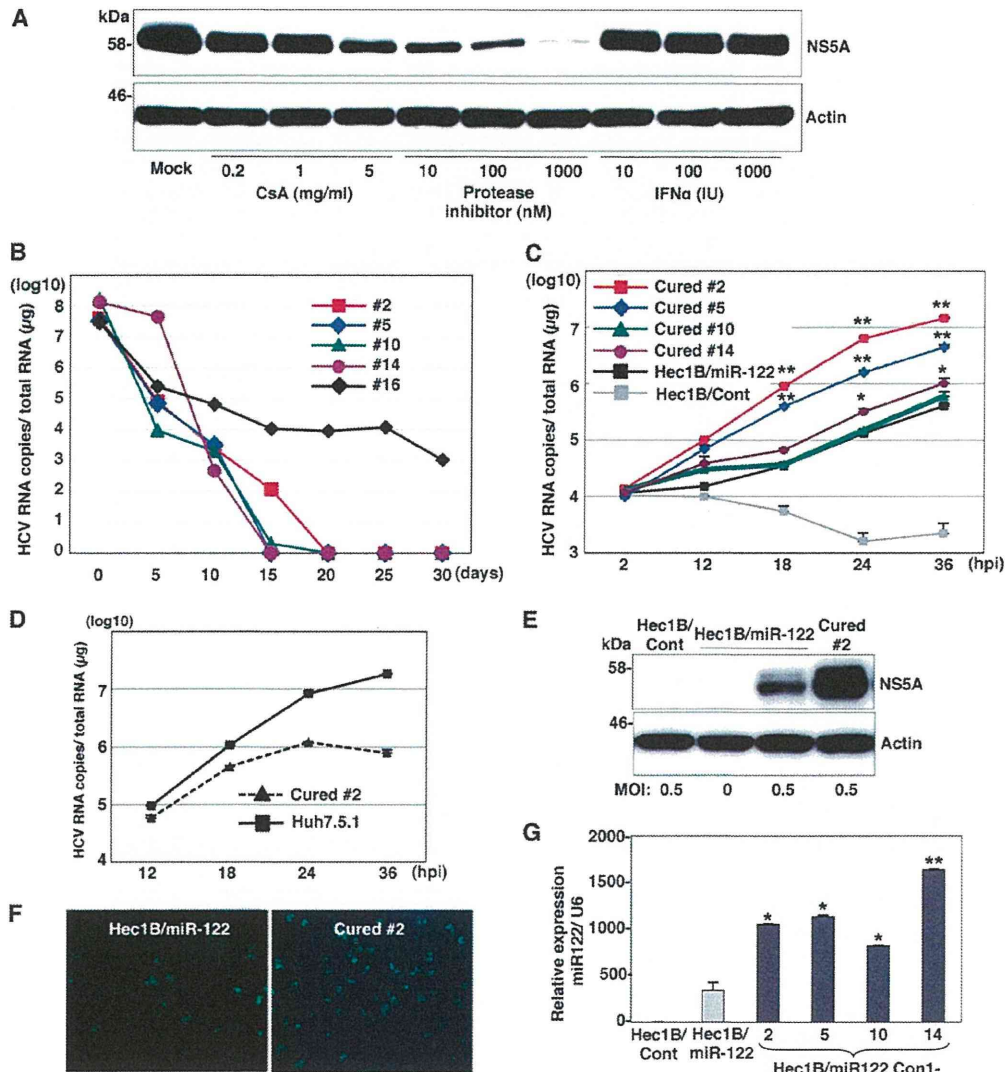 A
kDa
58-
NS5A
46-
Actin
Mock 0.2 1 5 10 100 1000 10 100 1000
CsA (mg/ml) Protease inhibitor (nM) IFNα (IU)
B
(log10)
HCV RNA copies/ total RNA (µg)
8
7
6
5
4
3
2
1
0
#2
#5
#10
#14
#16
0 5 10 15 20 25 30 (days)
C
(log10)
HCV RNA copies/ total RNA (µg)
7
6
5
4
3
Cured #2
Cured #5
Cured #10
Cured #14
Hec1B/miR-122
Hec1B/Cont
** ** **
** ** **
* *
2 12 18 24 36 (hpi)
D
(log10)
HCV RNA copies/ total RNA (µg)
7
6
5
4
Cured #2
Huh7.5.1
12 18 24 36 (hpi)
E
Hec1B/ Cont Hec1B/miR-122 Cured #2
kDa
58-
NS5A
46-
Actin
MOI: 0.5 0 0.5 0.5
F
Hec1B/miR-122 Cured #2
G
Relative expression
miR122/ U6
2000
1500
1000
500
0
* * * **
Hec1B/ Cont Hec1B/ miR-122 2 5 10 14
Hec1B/miR122 Con1-